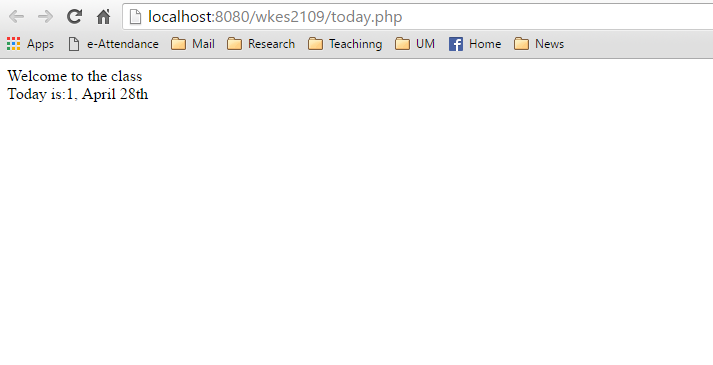 localhost:8080/wkes2109/today.php
Apps e-Attendance Mail Research Teachinng UM Home News
Welcome to the class
Today is:1, April 28th